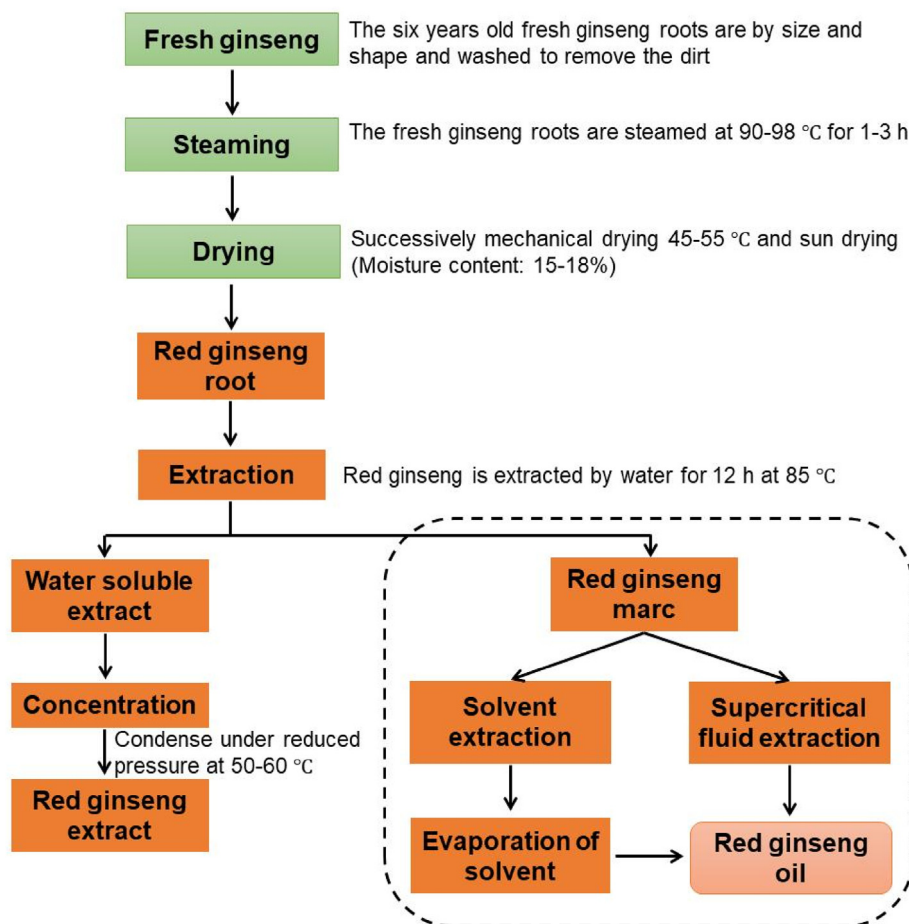 Fresh ginseng
The six years old fresh ginseng roots are by size and
shape and washed to remove the dirt
Steaming
The fresh ginseng roots are steamed at 90-98 ℃ for 1-3 h
Drying
Successively mechanical drying 45-55 ℃ and sun drying
(Moisture content: 15-18%)
Red ginseng
root
Extraction
Red ginseng is extracted by water for 12 h at 85 ℃
Water soluble
extract
Concentration
Condense under reduced
pressure at 50-60 ℃
Red ginseng
extract
Red ginseng
marc
Solvent
extraction
Supercritical
fluid extraction
Evaporation of
solvent
Red ginseng
oil